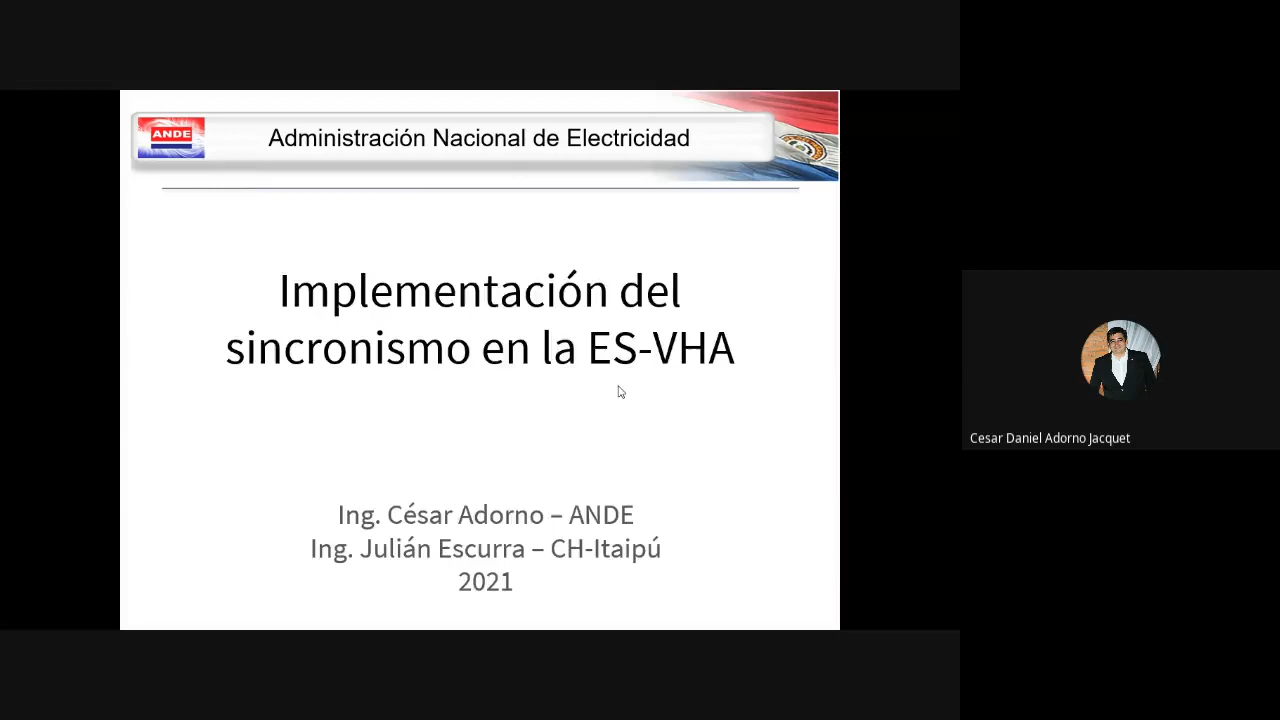 ANDE
Administración Nacional de Electricidad
Implementación del
sincronismo en la ES-VHA
Ing. César Adorno – ANDE
Ing. Julián Escurra – CH-Itaipú
2021
Cesar Daniel Adorno Jacquet